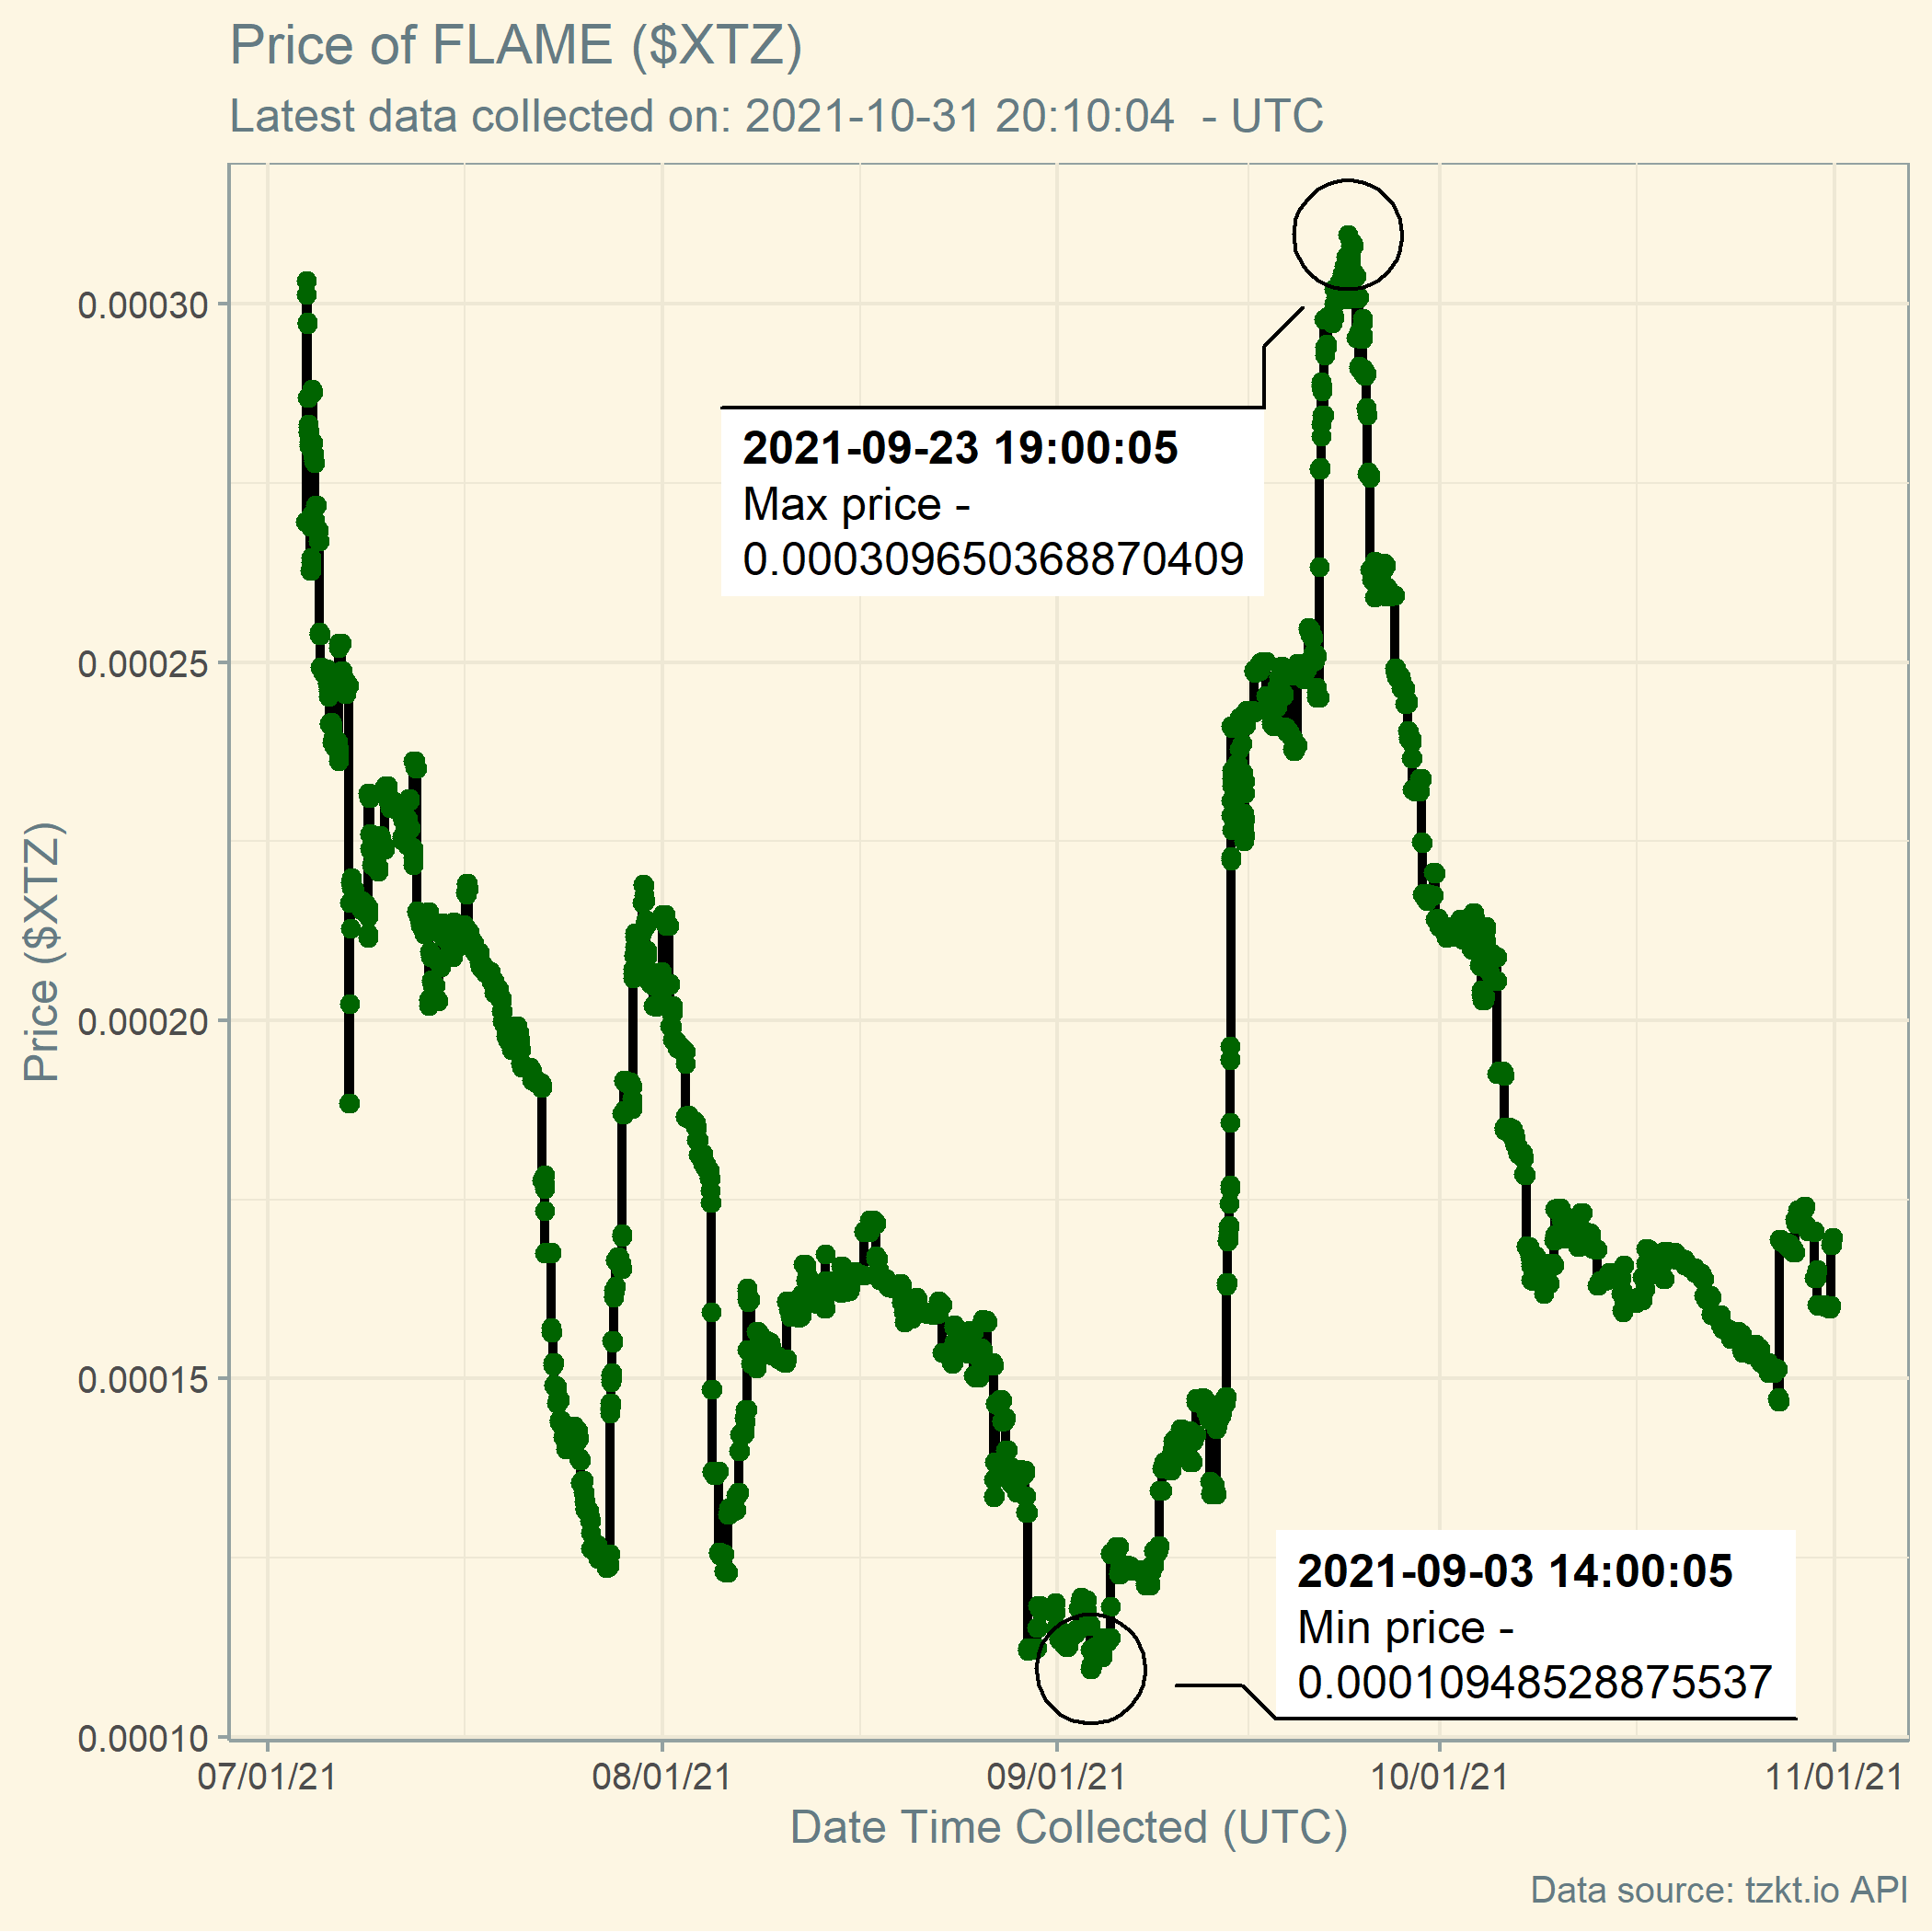 Price of FLAME ($XTZ)
Latest data collected on: 2021-10-31 20:10:04  - UTC
0.00030
0.00025
0.00020
0.00015
0.00010
Price ($XTZ)
2021-09-23 19:00:05
Max price -
0.000309650368870409
2021-09-03 14:00:05
Min price -
0.00010948528875537
07/01/21
08/01/21
09/01/21
10/01/21
11/01/21
Date Time Collected (UTC)
Data source: tzkt.io API